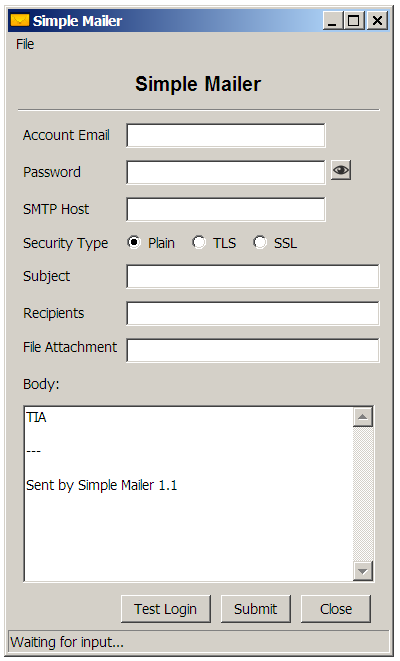 Simple Mailer
File
Simple Mailer
Account Email
Password
SMTP Host
Security Type Plain TLS SSL
Subject
Recipients
File Attachment
Body:
TIA
---
Sent by Simple Mailer 1.1
Test Login Submit Close
Waiting for input...